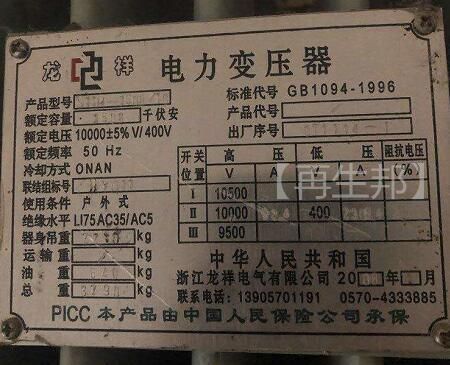 龙 祥 电力变压器
产品型号 标准代号 GB1094-1996
额定容量 千伏安 产品代号
额定电压 10000±5% V/400V 出厂序号
额定频率 50 Hz
冷却方式 ONAN
联结组标号
使用条件 户外式
绝缘水平 LI75 AC35/AC5
器身吊重 kg
运输重 kg
油重 kg
总重 kg
开关位置 高压 低压 阻抗电压
V A V A (%)
I 10500
II 10000 400
III 9500
【再生邦】
中华人民共和国
浙江龙祥电气有限公司 20 年 月
联系电话:13905701191 0570-4333885
PICC 本产品由中国人民保险公司承保